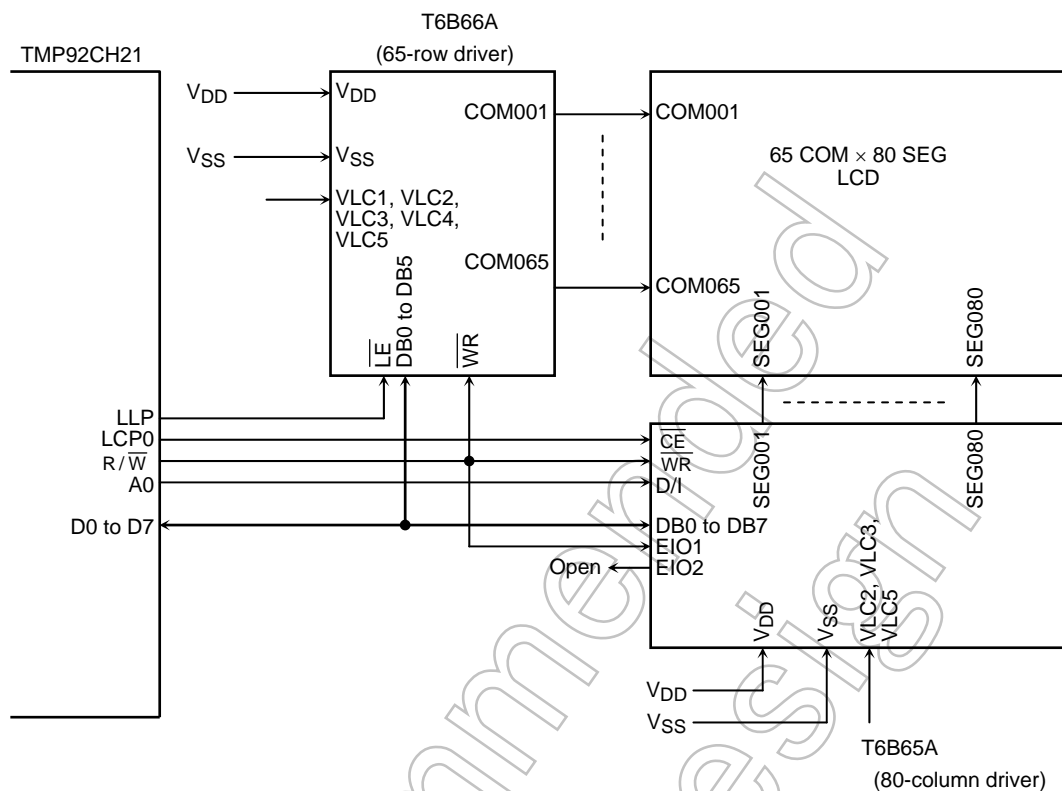 T6B66A
(65-row driver)
TMP92CH21
VDD
VDD
COM001
COM001
VSS
VSS
65 COM × 80 SEG
LCD
VLC1, VLC2,
VLC3, VLC4,
VLC5
COM065
COM065
LE
DB0 to DB5
WR
SEG001
SEG080
LLP
LCP0
R / W
A0
D0 to D7
CE
WR
D/I
DB0 to DB7
EIO1
EIO2
Open
SEG001
SEG080
VDD
VSS
VLC2, VLC3,
VLC5
VDD
VSS
T6B65A
(80-column driver)
mmended
esign